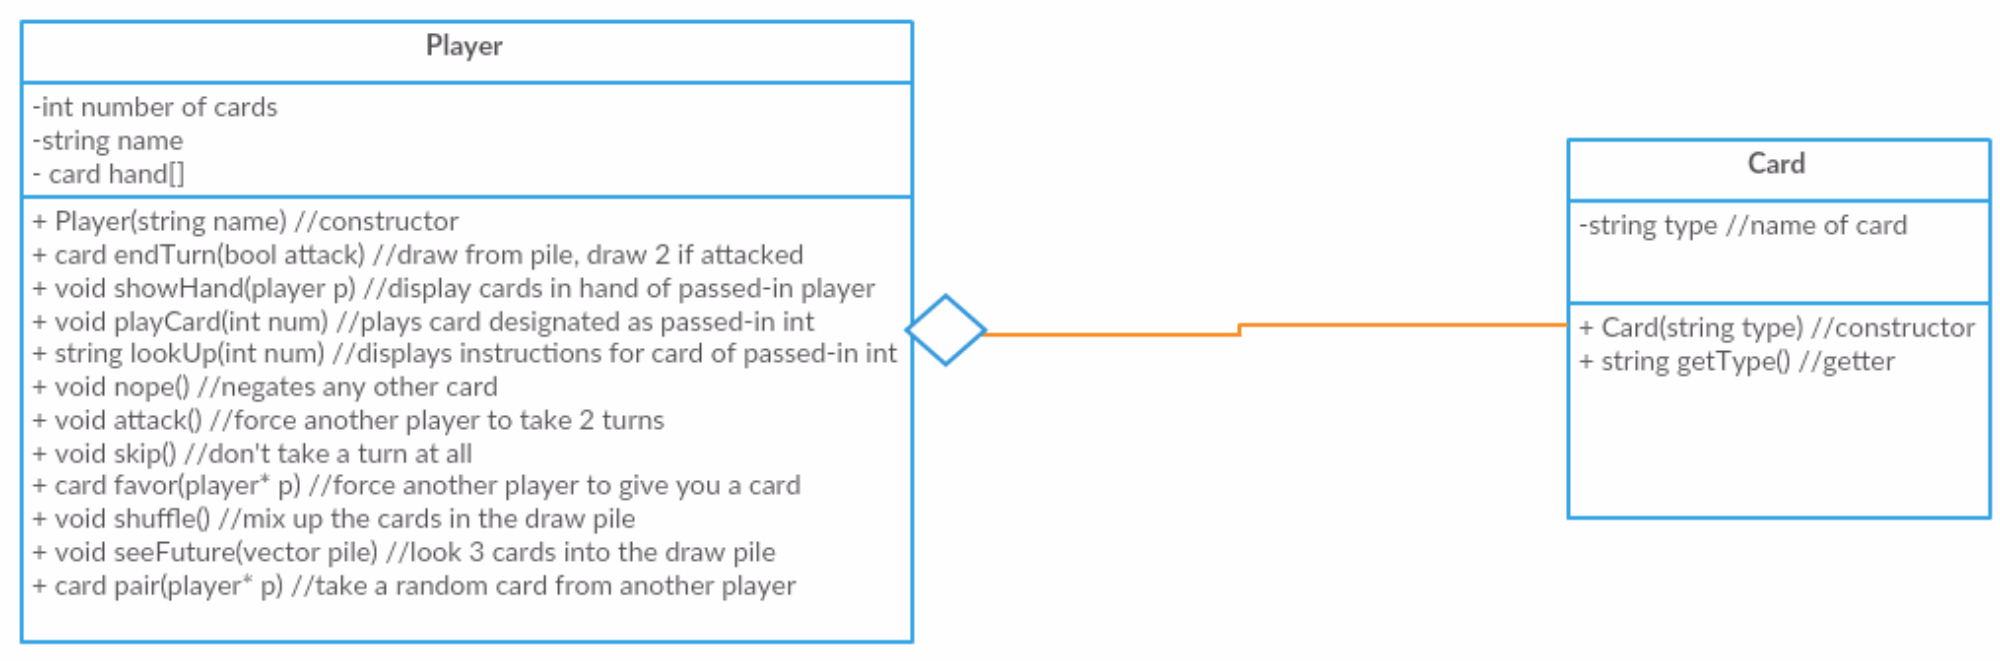 Player
-int number of cards
-string name
- card hand[]
+ Player(string name) //constructor
+ card endTurn(bool attack) //draw from pile, draw 2 if attacked
+ void showHand(player p) //display cards in hand of passed-in player
+ void playCard(int num) //plays card designated as passed-in int
+ string lookUp(int num) //displays instructions for card of passed-in int
+ void nope() //negates any other card
+ void attack() //force another player to take 2 turns
+ void skip() //don't take a turn at all
+ card favor(player* p) //force another player to give you a card
+ void shuffle() //mix up the cards in the draw pile
+ void seeFuture(vector pile) //look 3 cards into the draw pile
+ card pair(player* p) //take a random card from another player
Card
-string type //name of card
+ Card(string type) //constructor
+ string getType() //getter